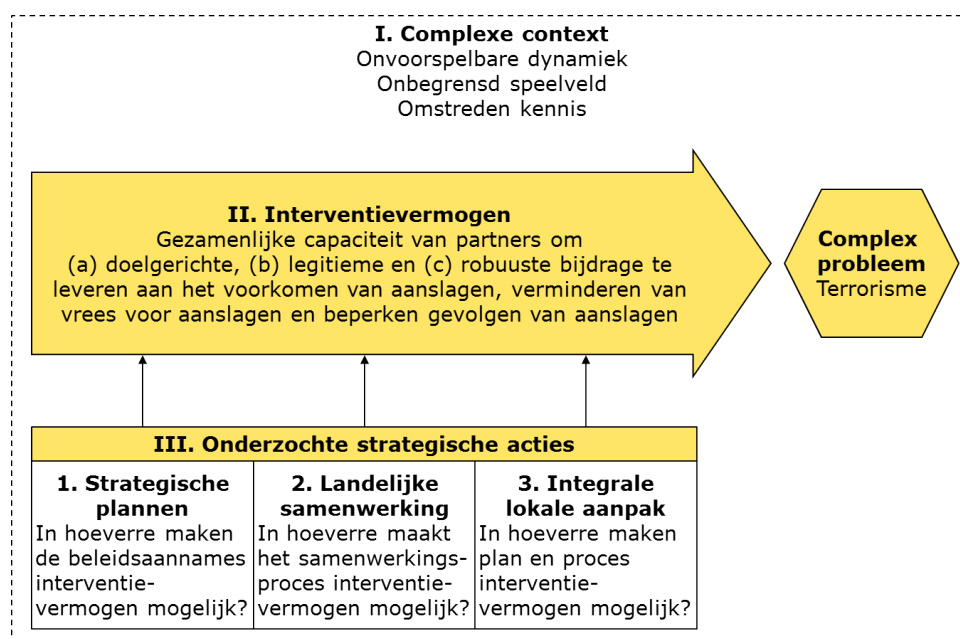 I. Complexe context
Onvoorspelbare dynamiek
Onbegrensd speelveld
Omstreden kennis
II. Interventievermogen
Gezamenlijke capaciteit van partners om
(a) doelgerichte, (b) legitieme en (c) robuuste bijdrage te
leveren aan het voorkomen van aanslagen, verminderen van
vrees voor aanslagen en beperken gevolgen van aanslagen
Complex
probleem
Terrorisme
III. Onderzochte strategische acties
1. Strategische
plannen
In hoeverre maken
de beleidsaannames
interventie-
vermogen mogelijk?
2. Landelijke
samenwerking
In hoeverre maakt
het samenwerkings-
proces interventie-
vermogen mogelijk?
3. Integrale
lokale aanpak
In hoeverre maken
plan en proces
interventie-
vermogen mogelijk?